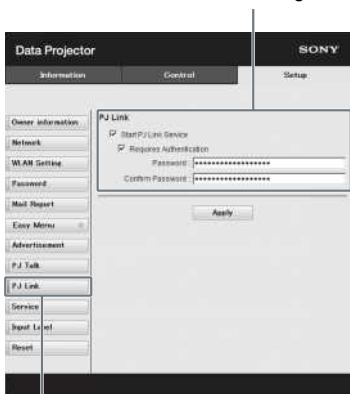 Data Projector
SONY
Information
Control
Setup
Owner information
Network
WLAN Setting
Password
Mail Report
Easy Menu
Advertisement
PJ Talk
PJ Link
Service
Input Label
Reset
PJ Link
Start PJ Link Service
Requires Authentication
Password : ******************
Confirm Password : ******************
Apply